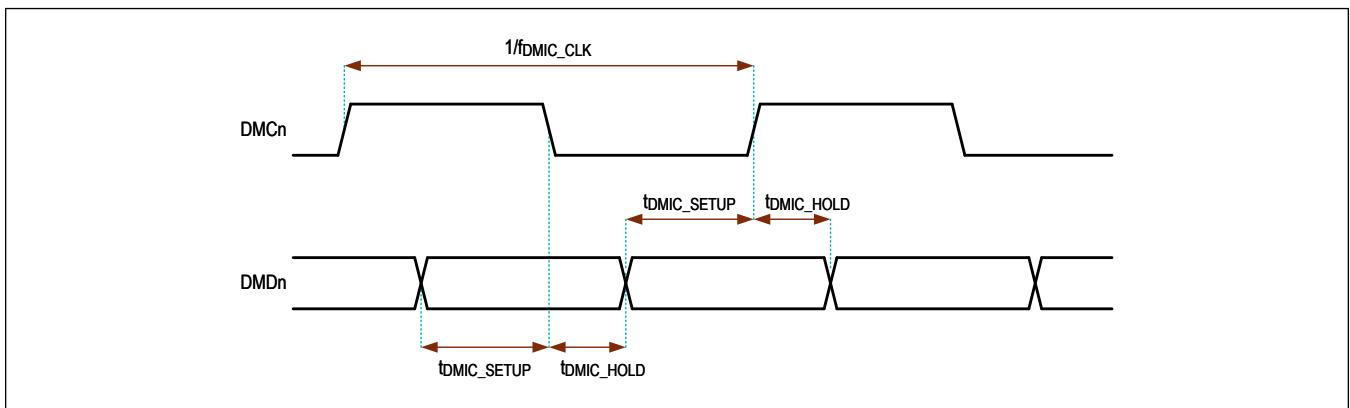 1/fDMIC_CLK
DMCn
tDMIC_SETUP tDMIC_HOLD
DMDn
tDMIC_SETUP tDMIC_HOLD